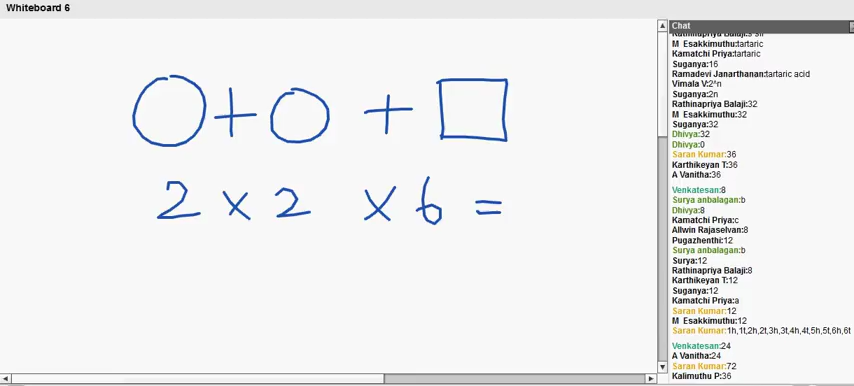 Whiteboard 6
+ +
2 × 2 × 6 =
Chat
M Esakkimuthu:tartaric
Kamatchi Priya:tartaric
Suganya:16
Ramadevi Janarthanan:tartaric acid
Vimala V:2^n
Suganya:2n
Rathinapriya Balaji:32
M Esakkimuthu:32
Suganya:32
Dhivya:32
Dhivya:0
Saran Kumar:36
Karthikeyan T:36
A Vanitha:36
Venkatesan:8
Surya anbalagan:b
Dhivya:8
Kamatchi Priya:c
Allwin Rajaselvan:8
Pugazhenthi:12
Surya anbalagan:b
Surya:12
Rathinapriya Balaji:8
Karthikeyan T:12
Suganya:12
Kamatchi Priya:a
Saran Kumar:12
M Esakkimuthu:12
Saran Kumar:1h,1t,2h,2t,3h,3t,4h,4t,5h,5t,6h,6t
Venkatesan:24
A Vanitha:24
Saran Kumar:72
Kalimuthu P:36